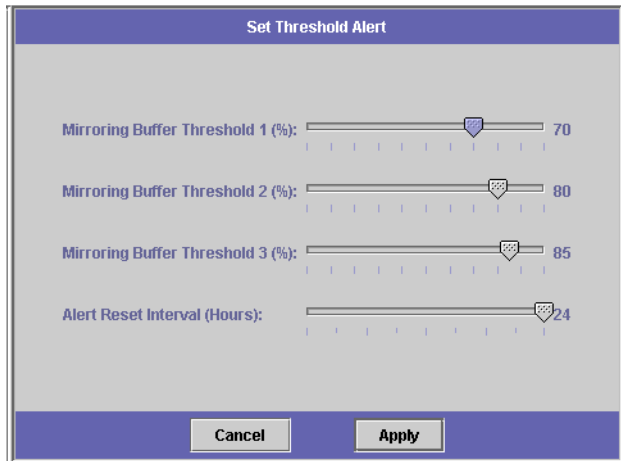 Set Threshold Alert
Mirroring Buffer Threshold 1 (%): 70
Mirroring Buffer Threshold 2 (%): 80
Mirroring Buffer Threshold 3 (%): 85
Alert Reset Interval (Hours): 24
Cancel Apply